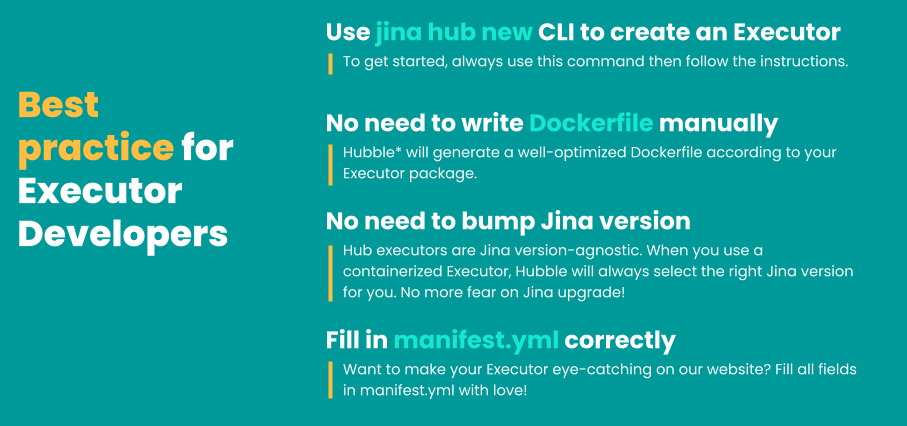 Best
practice for
Executor
Developers
Use jina hub new CLI to create an Executor
To get started, always use this command then follow the instructions.
No need to write Dockerfile manually
Hubble* will generate a well-optimized Dockerfile according to your
Executor package.
No need to bump Jina version
Hub executors are Jina version-agnostic. When you use a
containerized Executor, Hubble will always select the right Jina version
for you. No more fear on Jina upgrade!
Fill in manifest.yml correctly
Want to make your Executor eye-catching on our website? Fill all fields
in manifest.yml with love!